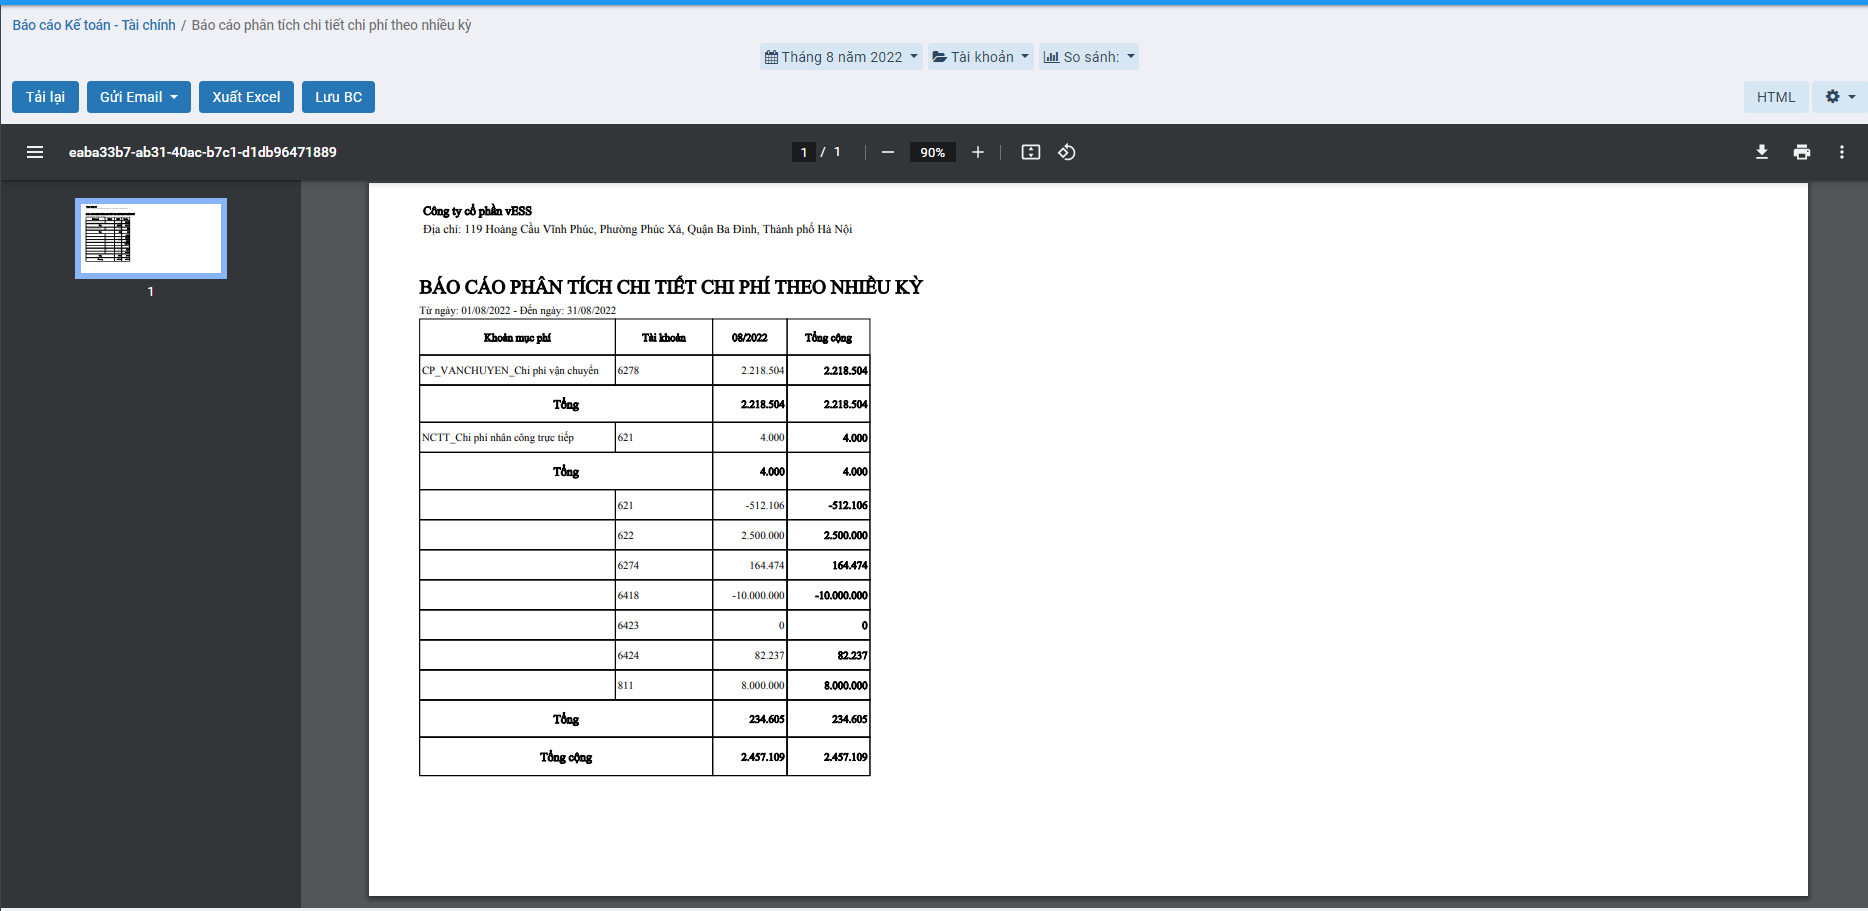 Báo cáo Kế toán - Tài chính / Báo cáo phân tích chi tiết chi phí theo nhiều kỳ
Tháng 8 năm 2022 Tài khoản So sánh:
Tải lại Gửi Email Xuất Excel Lưu BC HTML
eaba33b7-ab31-40ac-b7c1-d1db96471889 1 / 1 90%
1
Công ty cổ phần vESS
Địa chỉ: 119 Hoàng Cầu Vĩnh Phúc, Phường Phúc Xá, Quận Ba Đình, Thành phố Hà Nội
BÁO CÁO PHÂN TÍCH CHI TIẾT CHI PHÍ THEO NHIỀU KỲ
Từ ngày: 01/08/2022 - Đến ngày: 31/08/2022
Khoản mục phí Tài khoản 08/2022 Tổng cộng
CP_VANCHUYEN_Chi phí vận chuyển 6278 2.218.504 2.218.504
Tổng 2.218.504 2.218.504
NCTT_Chi phí nhân công trực tiếp 621 4.000 4.000
Tổng 4.000 4.000
621 -512.106 -512.106
622 2.500.000 2.500.000
6274 164.474 164.474
6418 -10.000.000 -10.000.000
6423 0 0
6424 82.237 82.237
811 8.000.000 8.000.000
Tổng 234.605 234.605
Tổng cộng 2.457.109 2.457.109